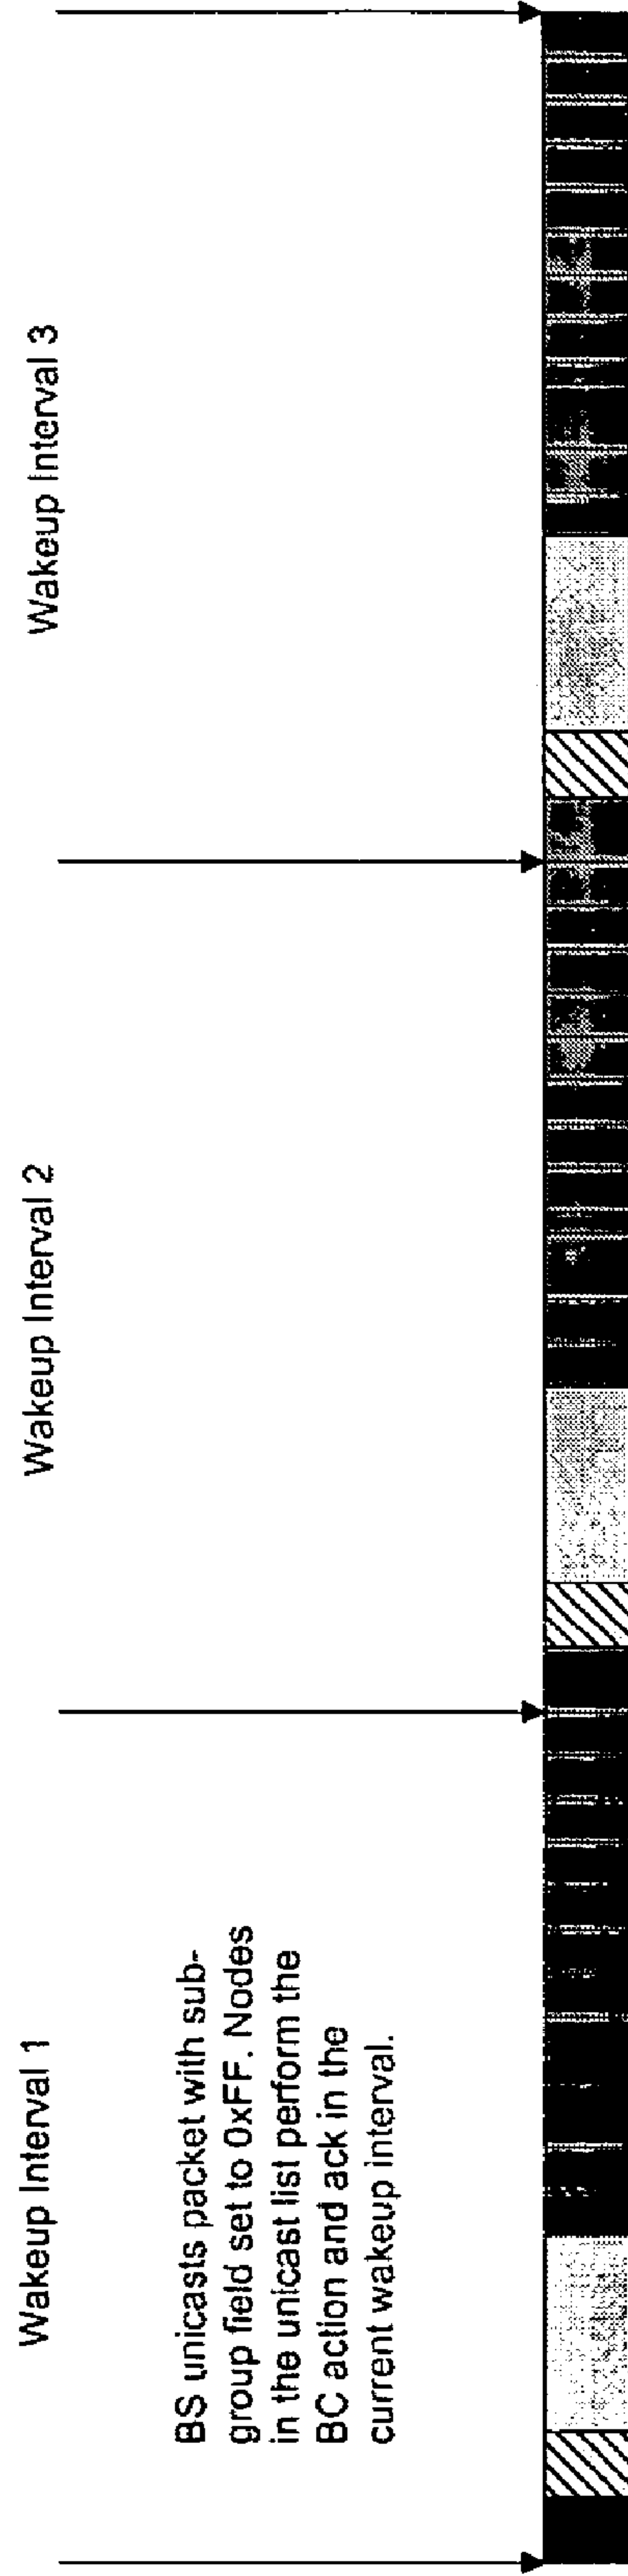 Wakeup Interval 1
Wakeup Interval 2
Wakeup Interval 3
BS unicasts packet with sub-
group field set to 0xFF. Nodes
in the unicast list perform the
BC action and ack in the
current wakeup interval.